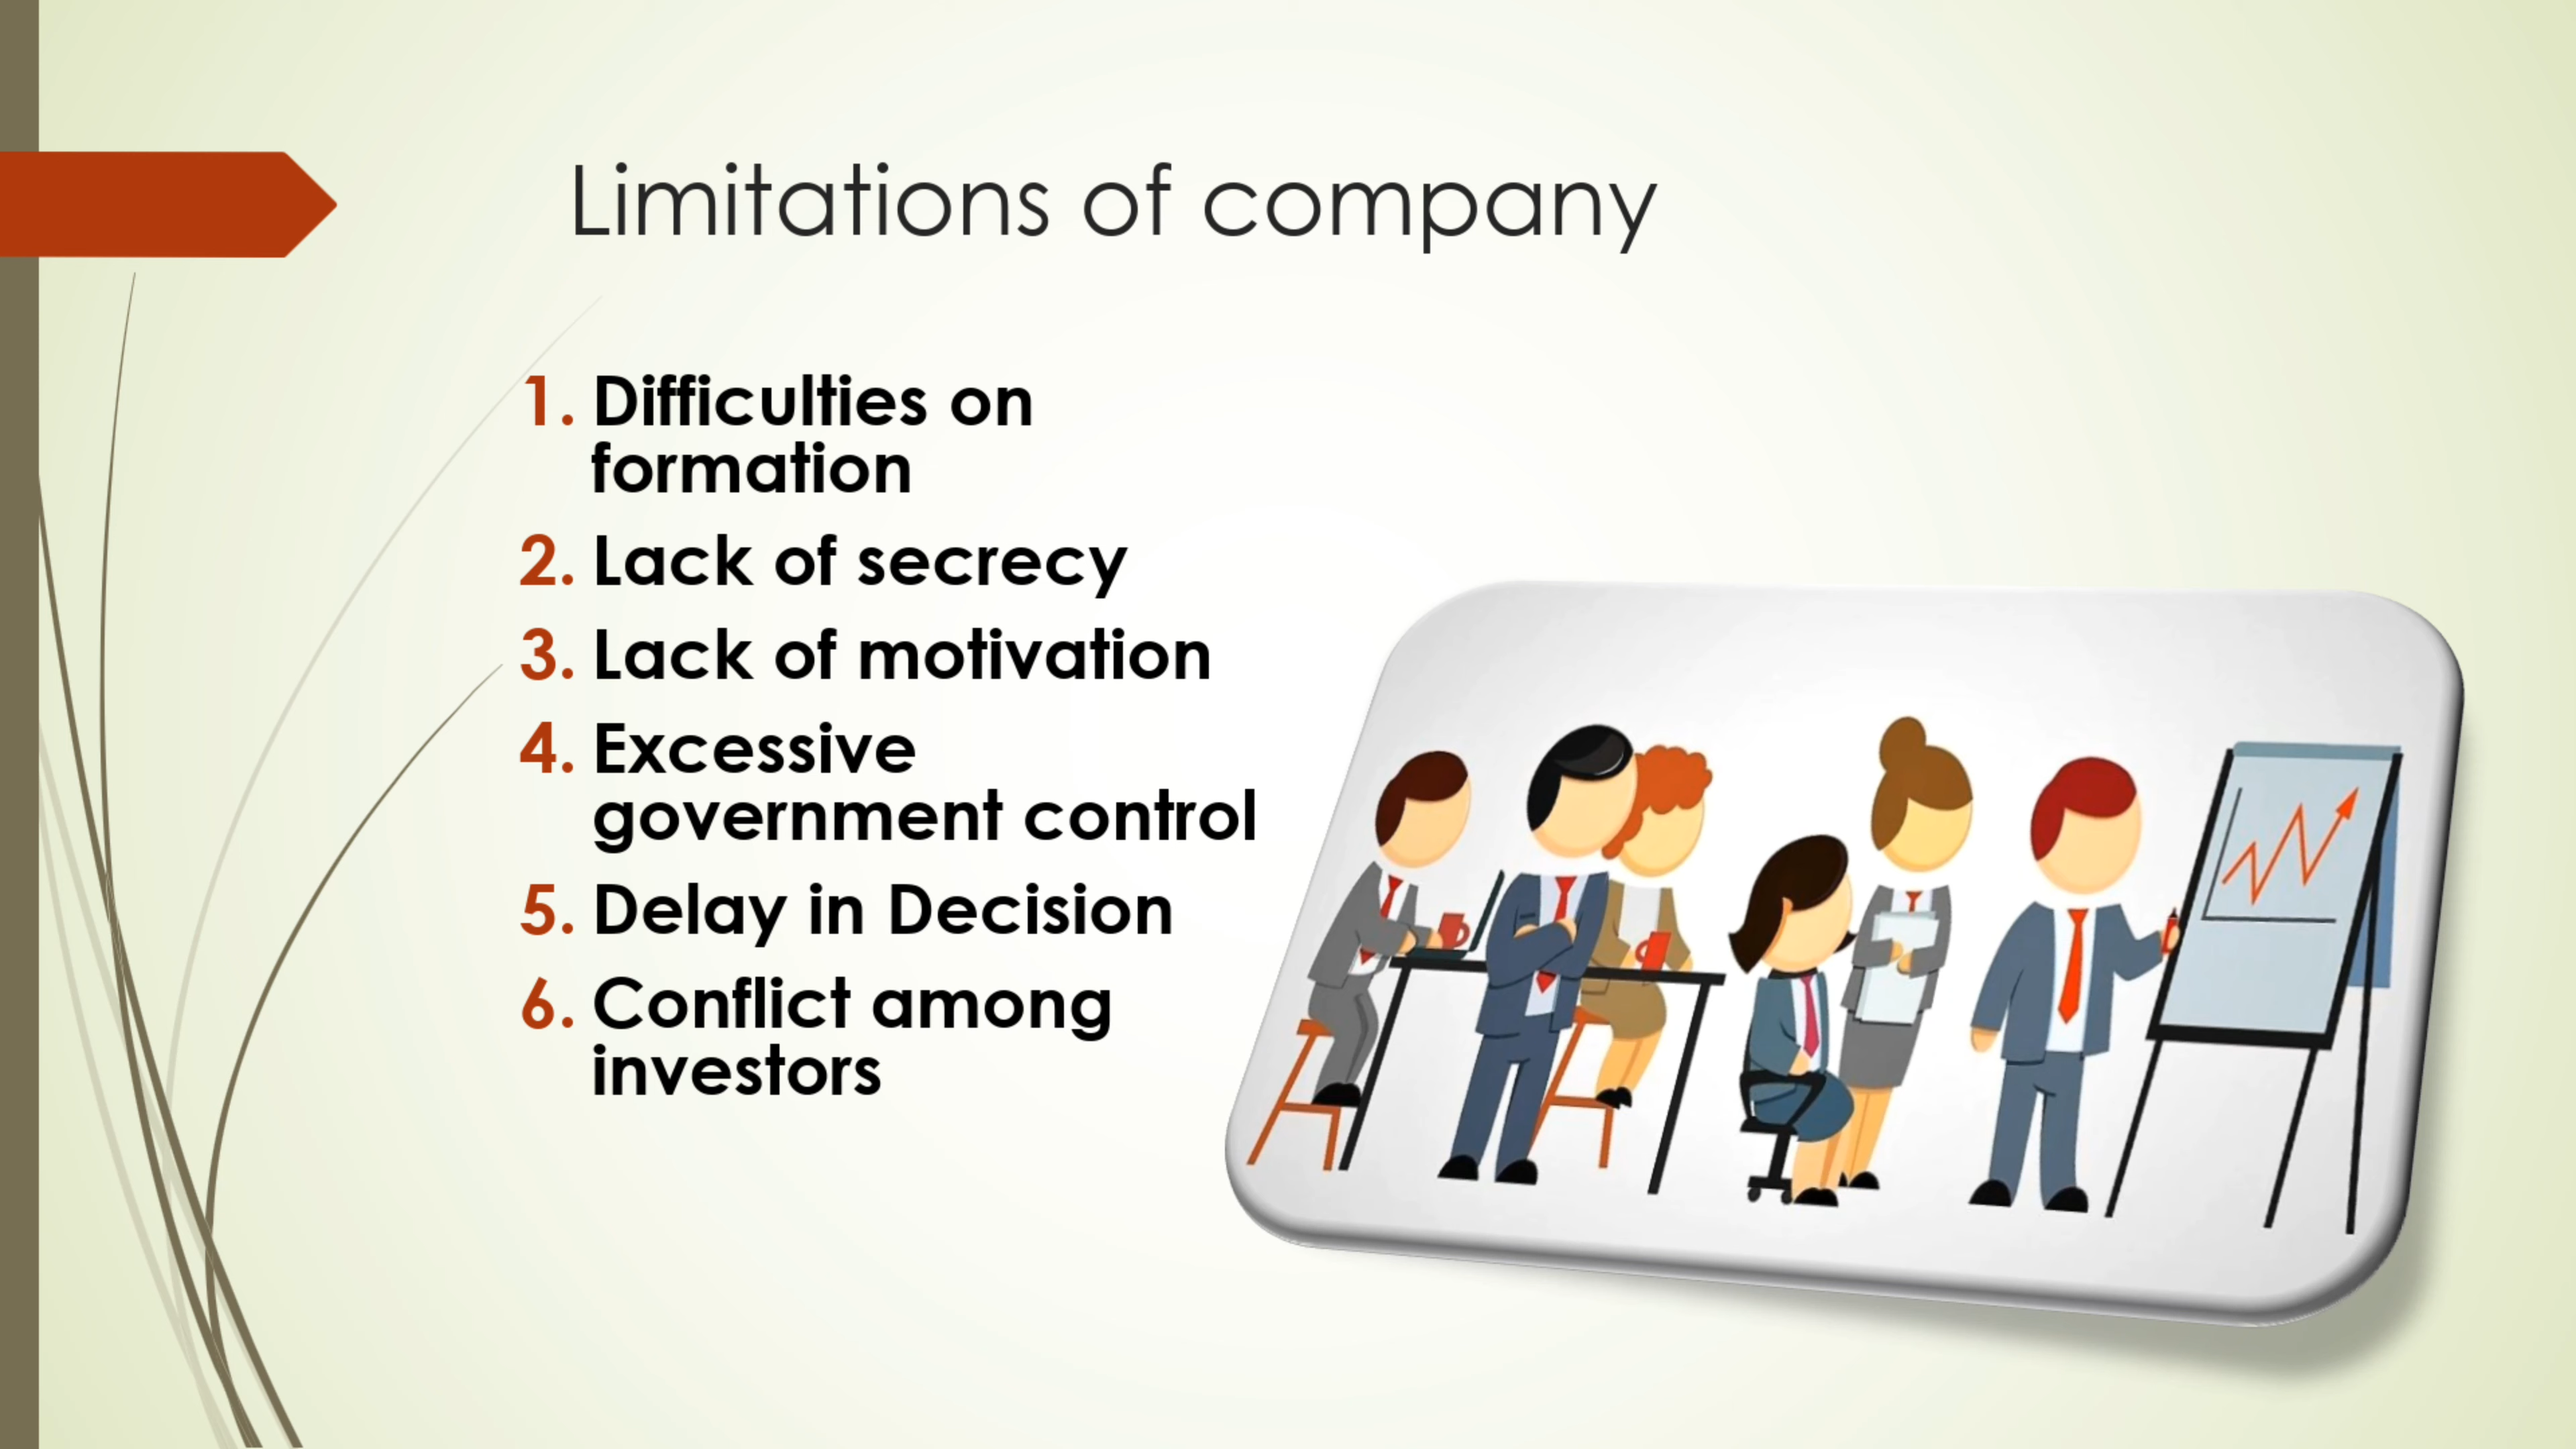 Limitations of company
1. Difficulties on
formation
2. Lack of secrecy
3. Lack of motivation
4. Excessive
government control
5. Delay in Decision
6. Conflict among
investors